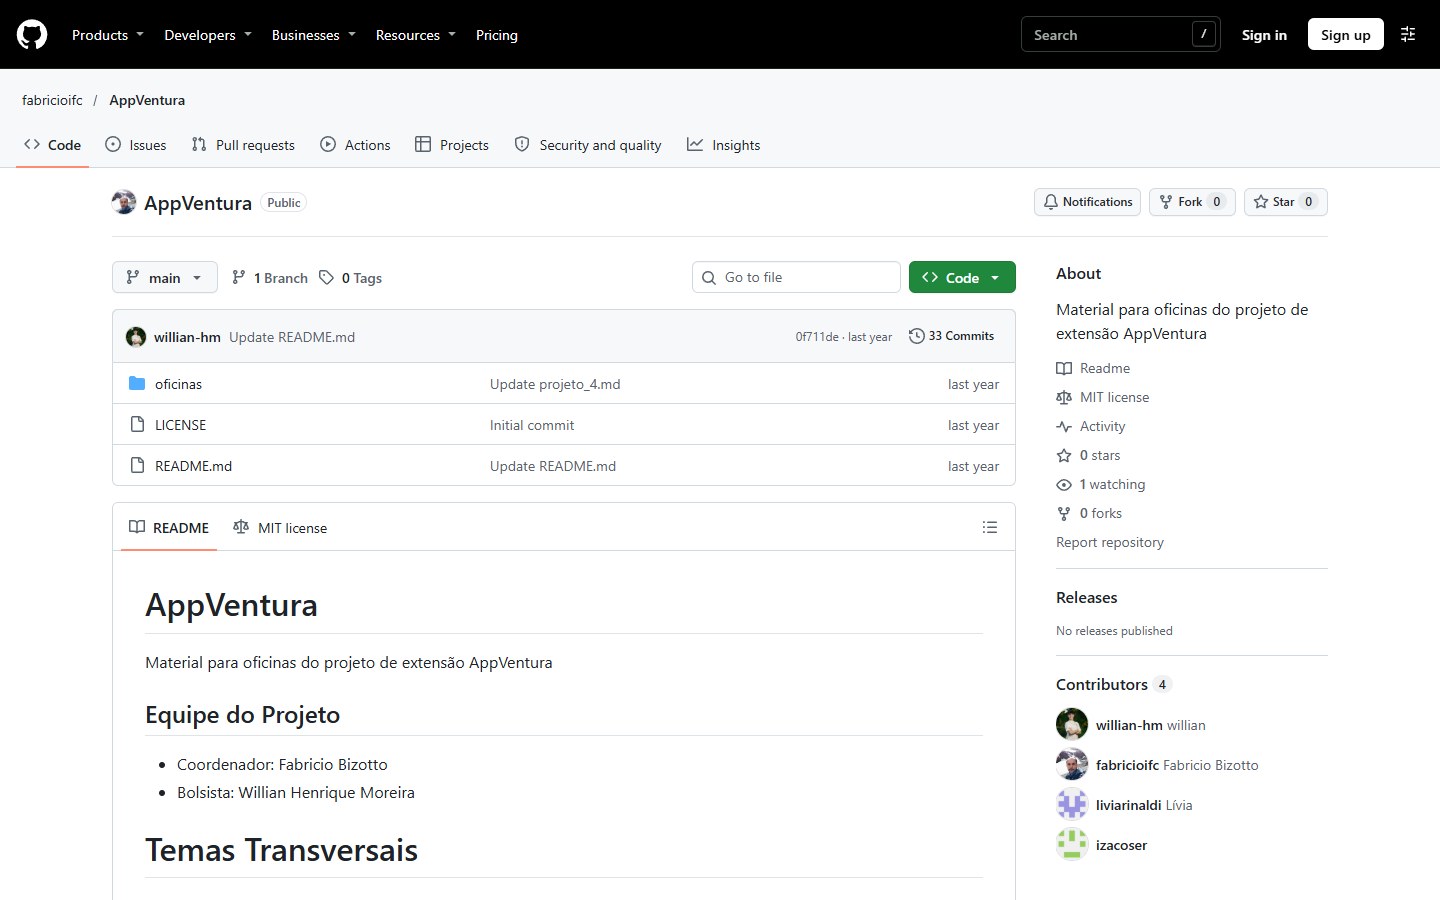 Products Developers Businesses Resources Pricing Search / Sign in Sign up
fabricioifc / AppVentura
Code Issues Pull requests Actions Projects Security and quality Insights
AppVentura Public Notifications Fork 0 Star 0
main 1 Branch 0 Tags Go to file Code
willian-hm Update README.md 0f711de · last year 33 Commits
oficinas Update projeto_4.md last year
LICENSE Initial commit last year
README.md Update README.md last year
README MIT license
AppVentura
Material para oficinas do projeto de extensão AppVentura
Equipe do Projeto
Coordenador: Fabricio Bizotto
Bolsista: Willian Henrique Moreira
Temas Transversais
About
Material para oficinas do projeto de
extensão AppVentura
Readme
MIT license
Activity
0 stars
1 watching
0 forks
Report repository
Releases
No releases published
Contributors 4
willian-hm willian
fabricioifc Fabricio Bizotto
liviarinaldi Lívia
izacoser